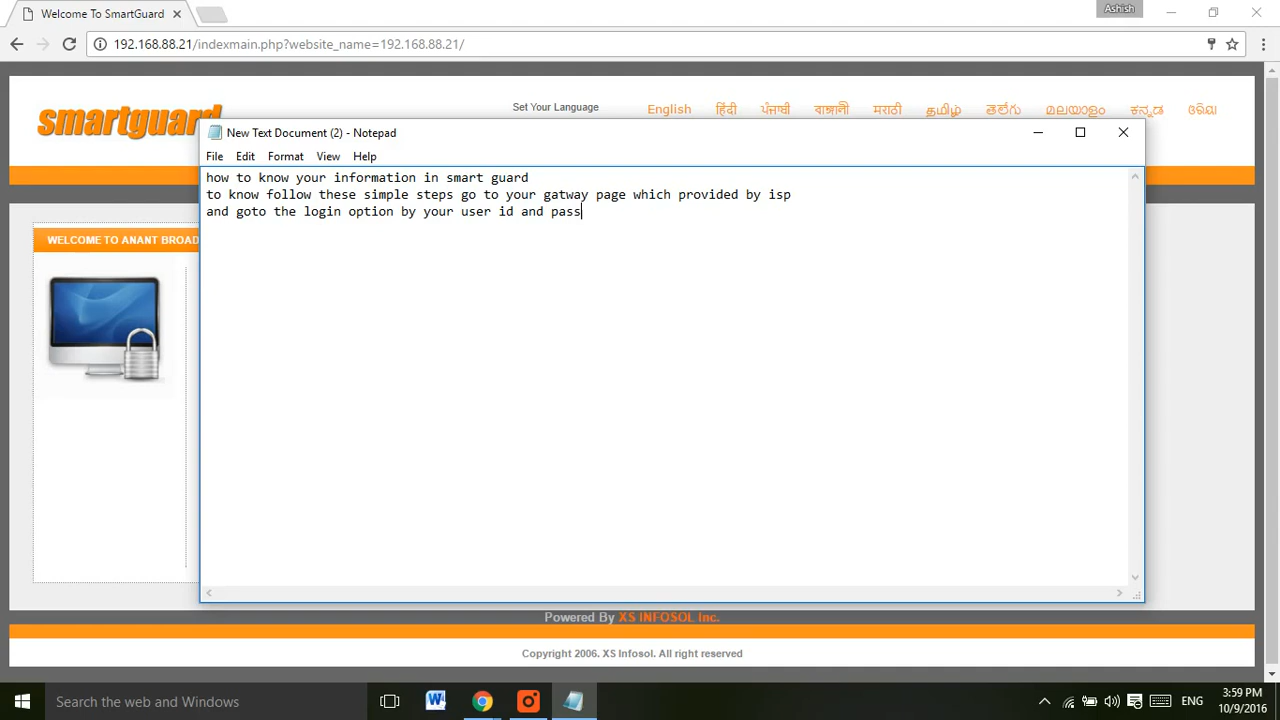 Welcome To SmartGuard
Ashish
192.168.88.21/indexmain.php?website_name=192.168.88.21/
smartguard
Set Your Language
English हिंदी ਪੰਜਾਬੀ বাঙ্গালী मराठी தமிழ் తెలేగు മലയാളം ಕನ್ನಡ ଓରିୟା
New Text Document (2) - Notepad
File Edit Format View Help
how to know your information in smart guard
to know follow these simple steps go to your gatway page which provided by isp
and goto the login option by your user id and pass
WELCOME TO ANANT BROAD
Powered By XS INFOSOL Inc.
Copyright 2006. XS Infosol. All right reserved
Search the web and Windows
ENG
3:59 PM
10/9/2016